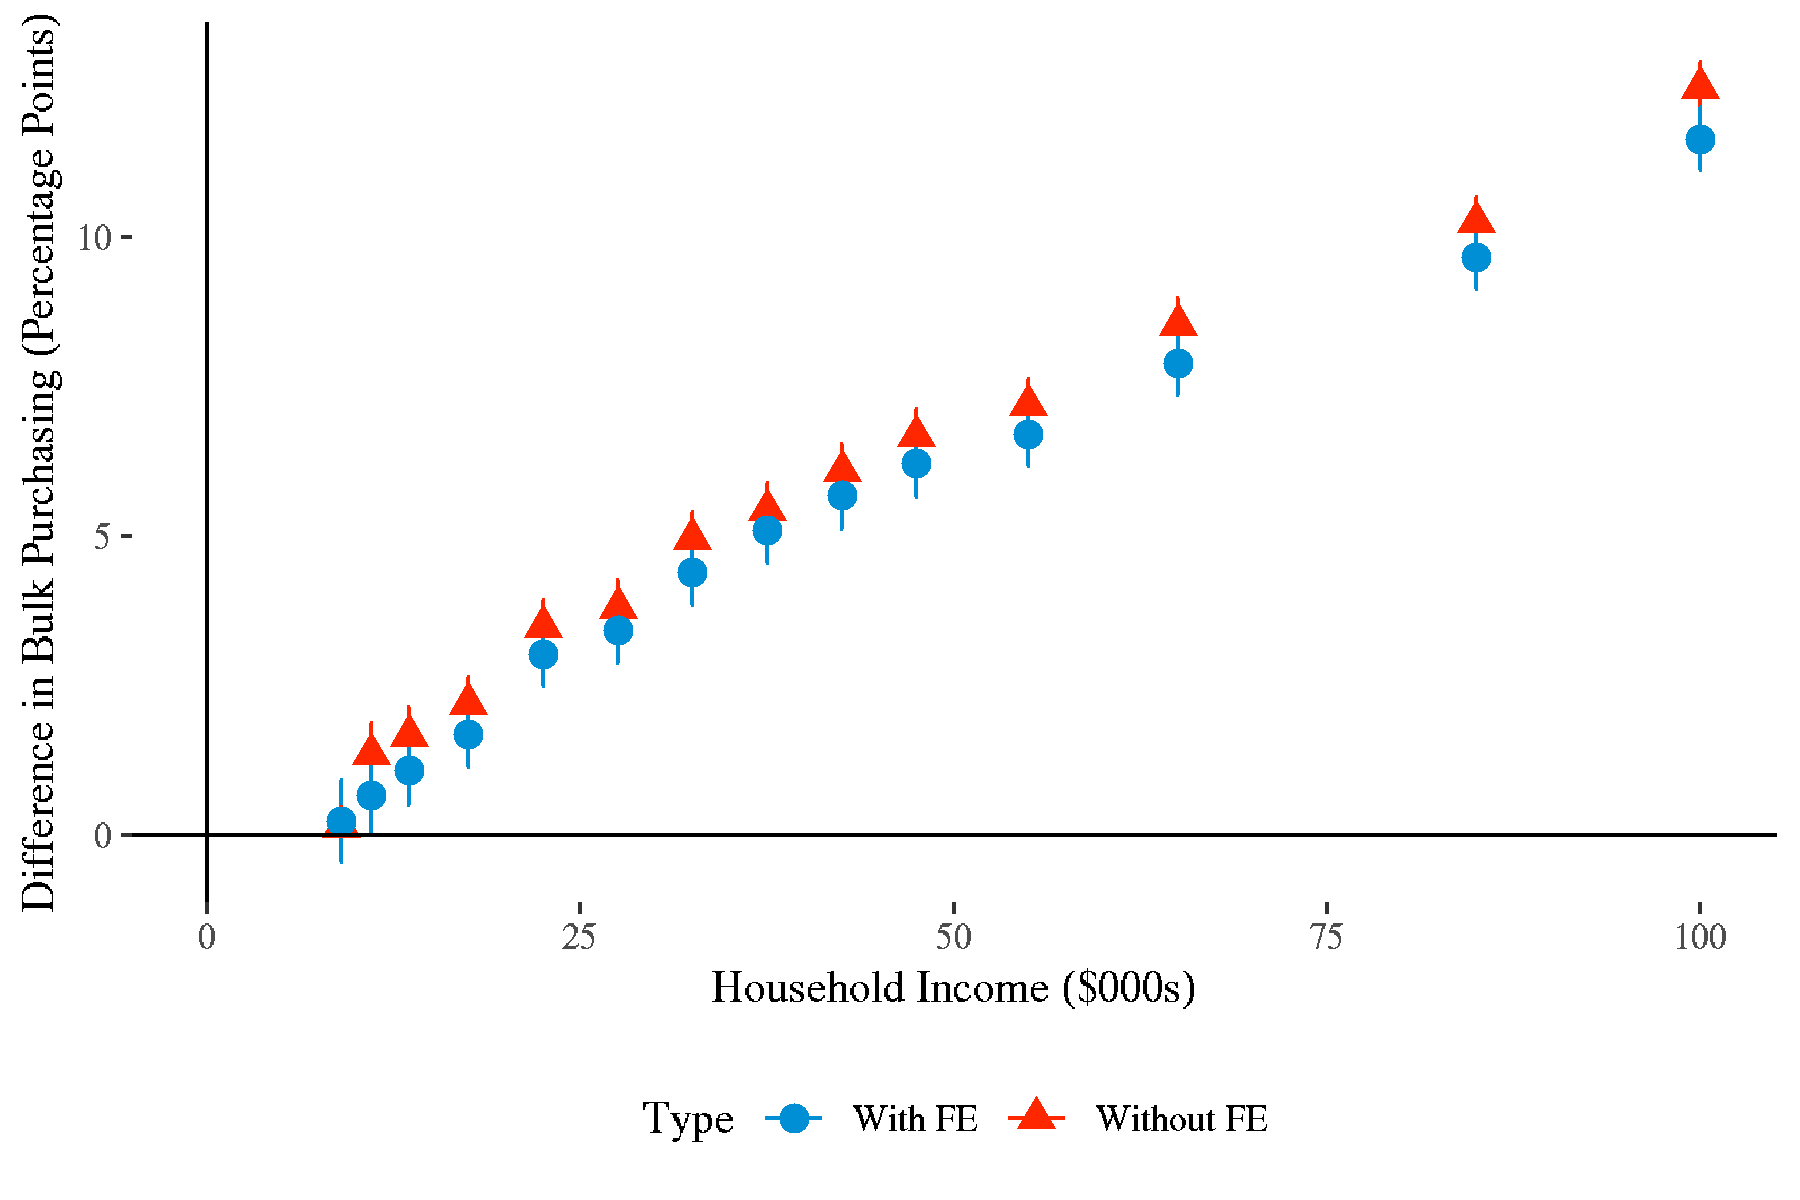 Difference in Bulk Purchasing (Percentage Points)
10
5
0
0 25 50 75 100
Household Income ($000s)
Type With FE Without FE